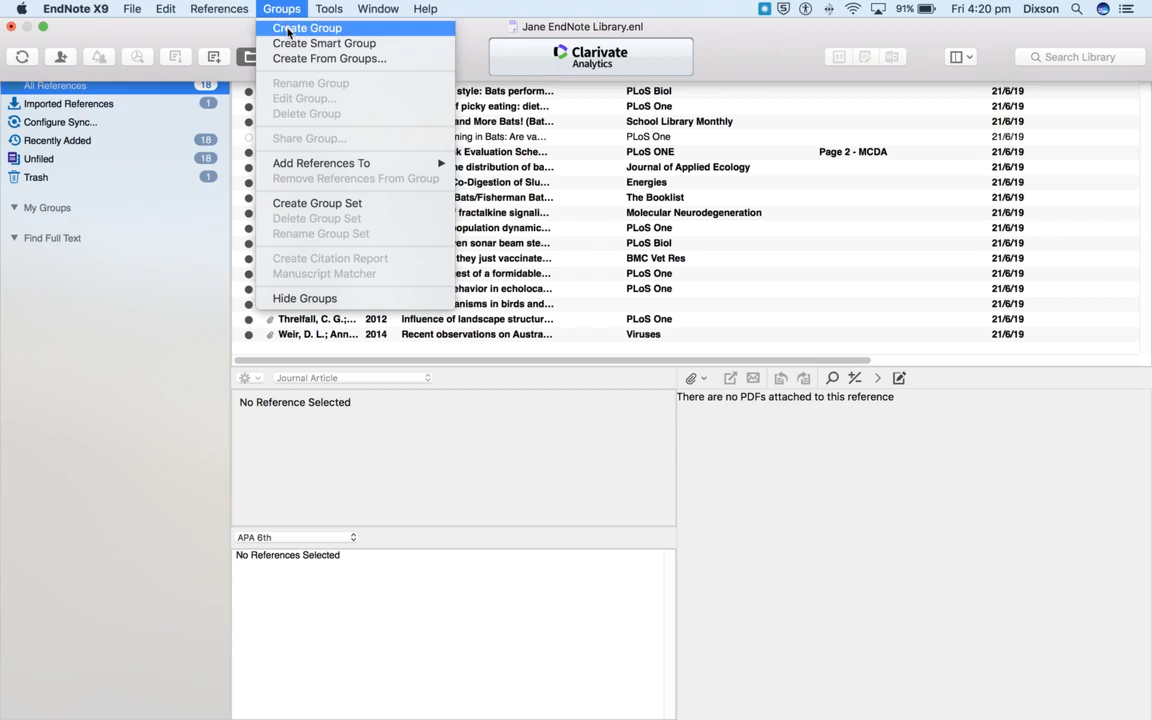 EndNote X9 File Edit References Groups Tools Window Help 91% Fri 4:20 pm Dixson
Jane EndNote Library.enl
Clarivate
Analytics
Search Library
Create Group
Create Smart Group
Create From Groups...
Rename Group
Edit Group...
Delete Group
Share Group...
Add References To
Remove References From Group
Create Group Set
Delete Group Set
Rename Group Set
Create Citation Report
Manuscript Matcher
Hide Groups
All References 18
Imported References 1
Configure Sync...
Recently Added 18
Unfiled 18
Trash 1
My Groups
Find Full Text
style: Bats perform... PLoS Biol 21/6/19
of picky eating: diet... PLoS One 21/6/19
and More Bats! (Bat... School Library Monthly 21/6/19
ming in Bats: Are va... PLoS One 21/6/19
k Evaluation Sche... PLoS ONE Page 2 - MCDA 21/6/19
he distribution of ba... Journal of Applied Ecology 21/6/19
Co-Digestion of Slu... Energies 21/6/19
Bats/Fisherman Bat... The Booklist 21/6/19
f fractalkine signali... Molecular Neurodegeneration 21/6/19
population dynamic... PLoS One 21/6/19
ven sonar beam ste... PLoS Biol 21/6/19
they just vaccinate... BMC Vet Res 21/6/19
est of a formidable... PLoS One 21/6/19
ehavior in echoloca... PLoS One 21/6/19
anisms in birds and... 21/6/19
Threlfall, C. G.;... 2012 Influence of landscape structur... PLoS One 21/6/19
Weir, D. L.; Ann... 2014 Recent observations on Austra... Viruses 21/6/19
Journal Article
No Reference Selected
There are no PDFs attached to this reference
APA 6th
No References Selected